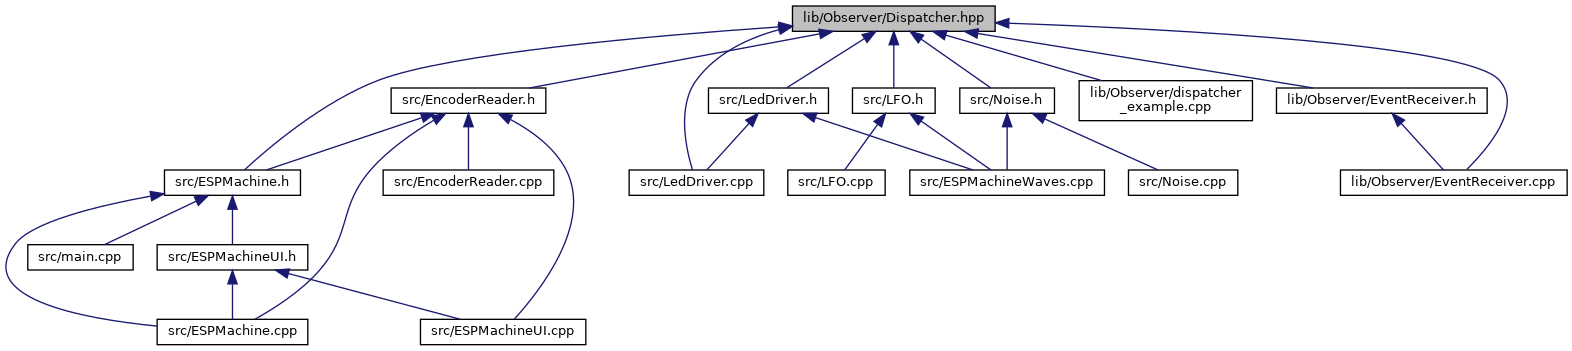 lib/Observer/Dispatcher.hpp
src/EncoderReader.h
src/LedDriver.h
src/LFO.h
src/Noise.h
lib/Observer/dispatcher
_example.cpp
lib/Observer/EventReceiver.h
src/ESPMachine.h
src/EncoderReader.cpp
src/LedDriver.cpp
src/LFO.cpp
src/ESPMachineWaves.cpp
src/Noise.cpp
lib/Observer/EventReceiver.cpp
src/main.cpp
src/ESPMachineUI.h
src/ESPMachine.cpp
src/ESPMachineUI.cpp